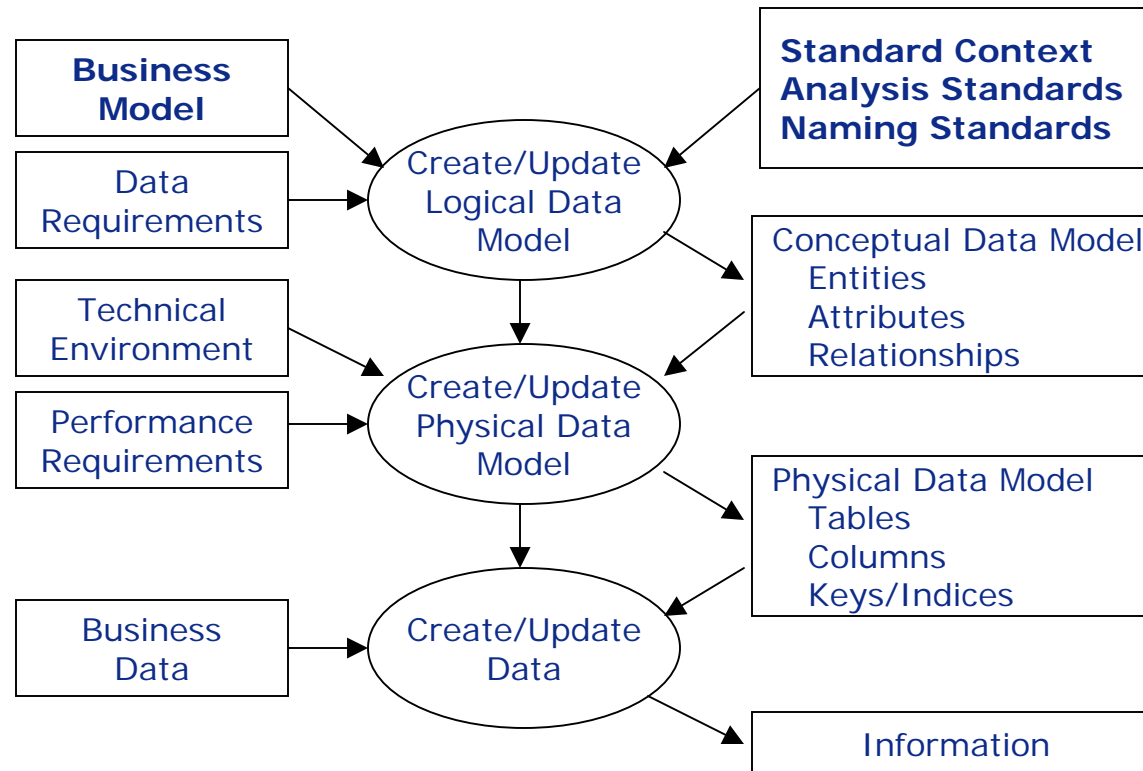 Business
Model
Standard Context
Analysis Standards
Naming Standards
Data
Requirements
Create/Update
Logical Data
Model
Conceptual Data Model
Entities
Attributes
Relationships
Technical
Environment
Performance
Requirements
Create/Update
Physical Data
Model
Physical Data Model
Tables
Columns
Keys/Indices
Business
Data
Create/Update
Data
Information